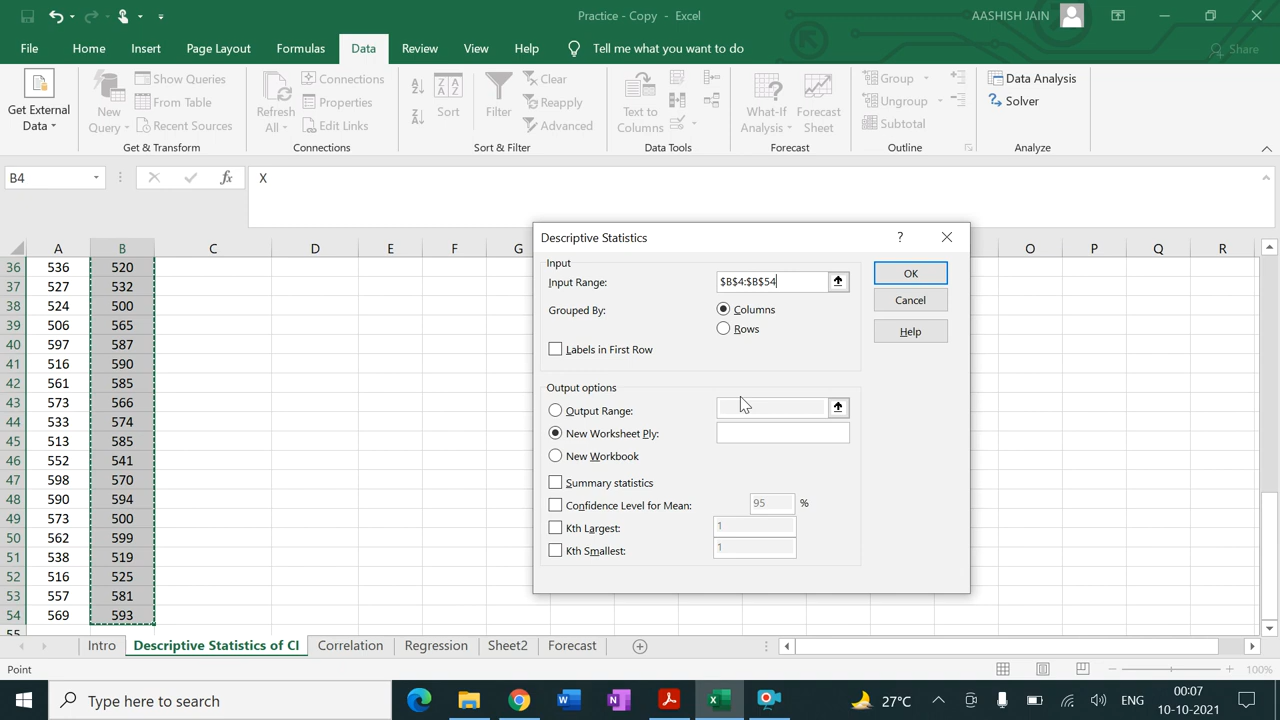 Practice - Copy - Excel
AASHISH JAIN
File Home Insert Page Layout Formulas Data Review View Help Tell me what you want to do Share
Get External Data
New Query
Show Queries
From Table
Recent Sources
Get & Transform
Refresh All
Connections
Properties
Edit Links
Connections
Sort
Filter
Clear
Reapply
Advanced
Sort & Filter
Text to Columns
Data Tools
What-If Analysis
Forecast Sheet
Forecast
Group
Ungroup
Subtotal
Outline
Data Analysis
Solver
Analyze
B4 fx X
A B C D E F G O P Q R
36 536 520
37 527 532
38 524 500
39 506 565
40 597 587
41 516 590
42 561 585
43 573 566
44 533 574
45 513 585
46 552 541
47 598 570
48 590 594
49 573 500
50 562 599
51 538 519
52 516 525
53 557 581
54 569 593
55
Descriptive Statistics ?
Input
Input Range: $B$4:$B$54
Grouped By: Columns
Rows
Labels in First Row
OK
Cancel
Help
Output options
Output Range:
New Worksheet Ply:
New Workbook
Summary statistics
Confidence Level for Mean: 95 %
Kth Largest: 1
Kth Smallest: 1
Intro Descriptive Statistics of CI Correlation Regression Sheet2 Forecast
Point 100%
Type here to search
27°C ENG 00:07
10-10-2021